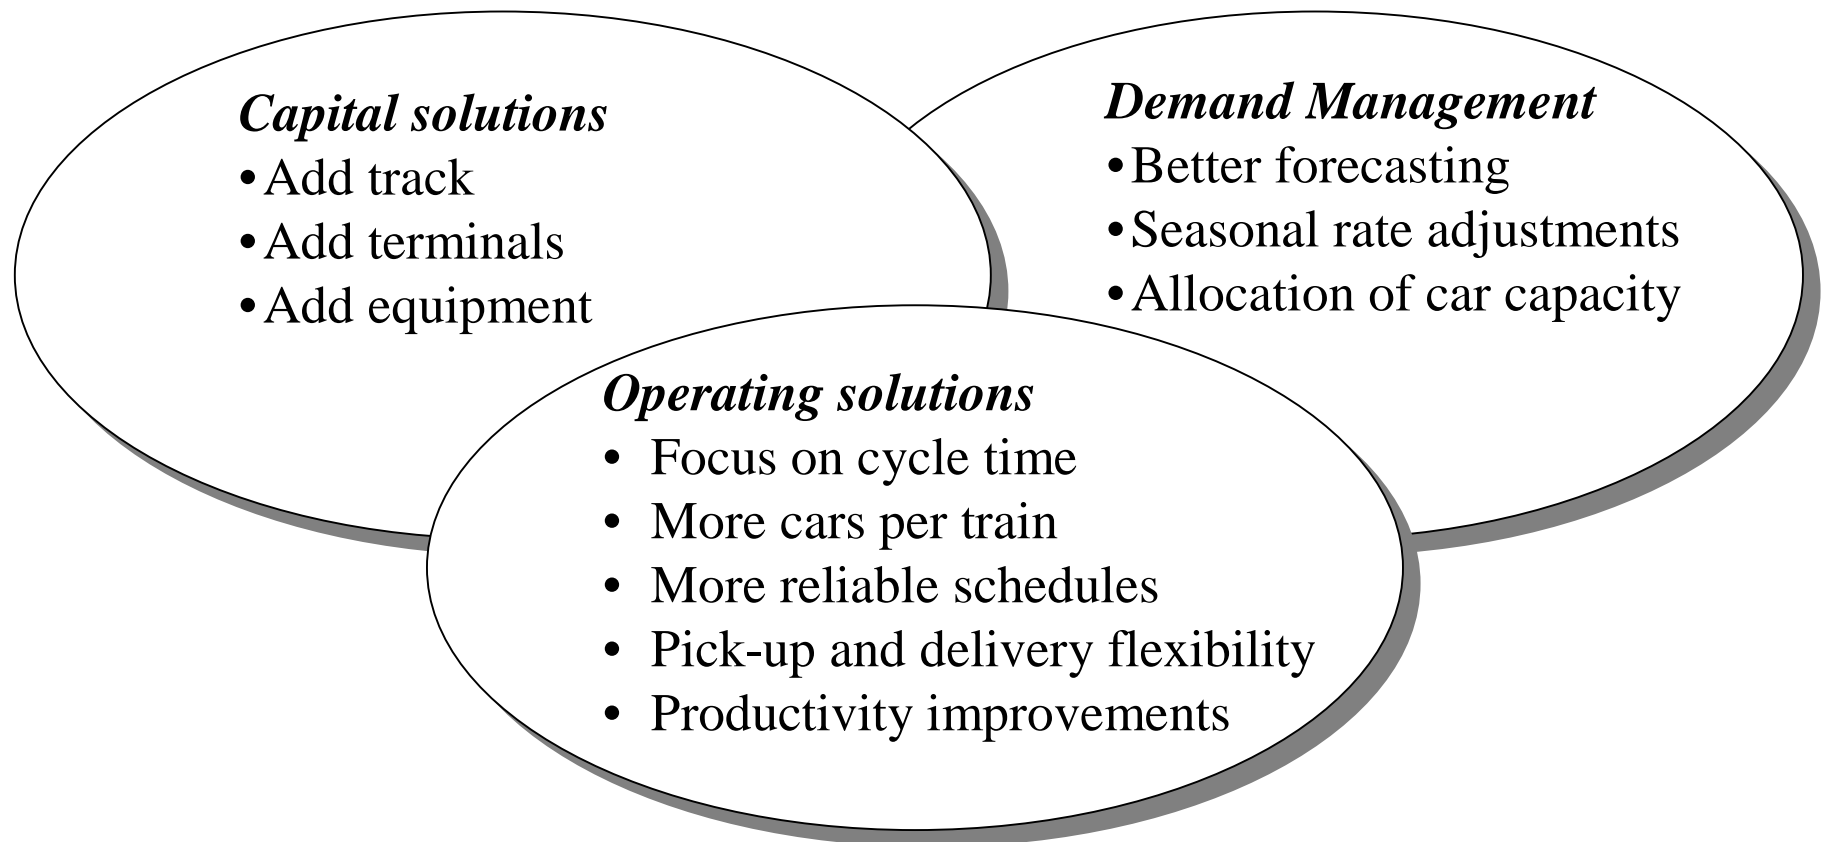 Capital solutions
•Add track
•Add terminals
•Add equipment
Demand Management
•Better forecasting
•Seasonal rate adjustments
•Allocation of car capacity
Operating solutions
• Focus on cycle time
• More cars per train
• More reliable schedules
• Pick-up and delivery flexibility
• Productivity improvements